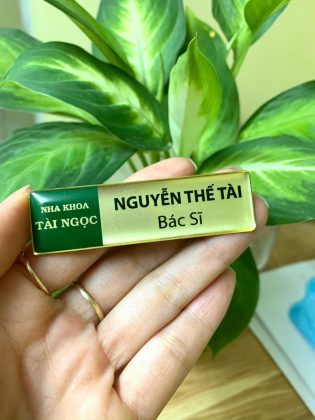 NHA KHOA
TÀI NGỌC
NGUYỄN THẾ TÀI
Bác Sĩ